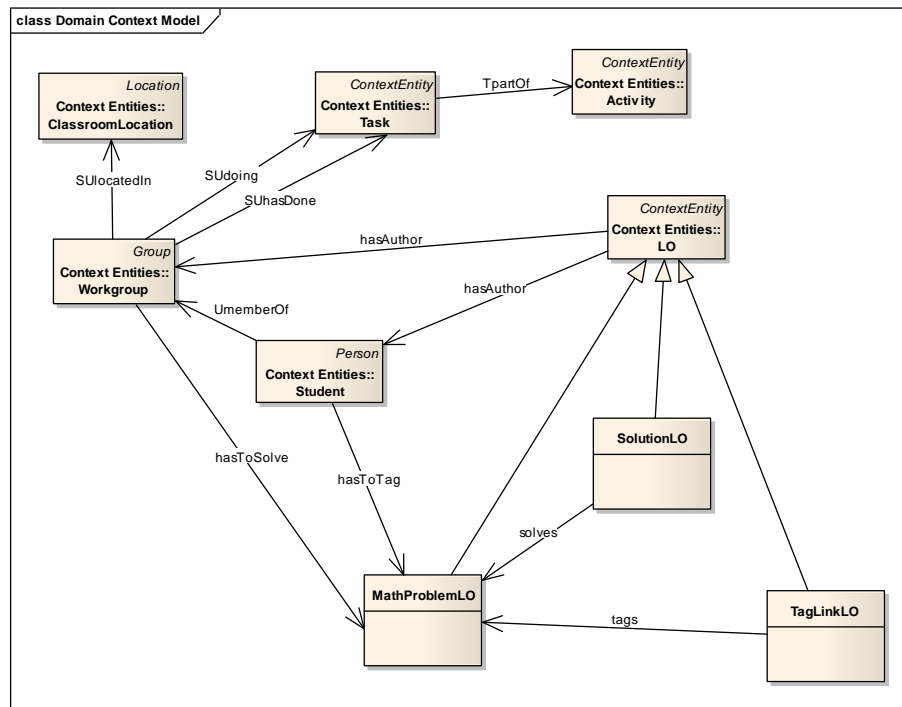 class Domain Context Model
Location
Context Entities::
ClassroomLocation
ContextEntity
Context Entities::
Task
TpartOf
ContextEntity
Context Entities::
Activity
SUlocatedIn
SUdoing
SUhasDone
Group
Context Entities::
Workgroup
hasAuthor
ContextEntity
Context Entities::
LO
hasAuthor
UmemberOf
Person
Context Entities::
Student
hasToSolve
hasToTag
SolutionLO
solves
MathProblemLO
tags
TagLinkLO